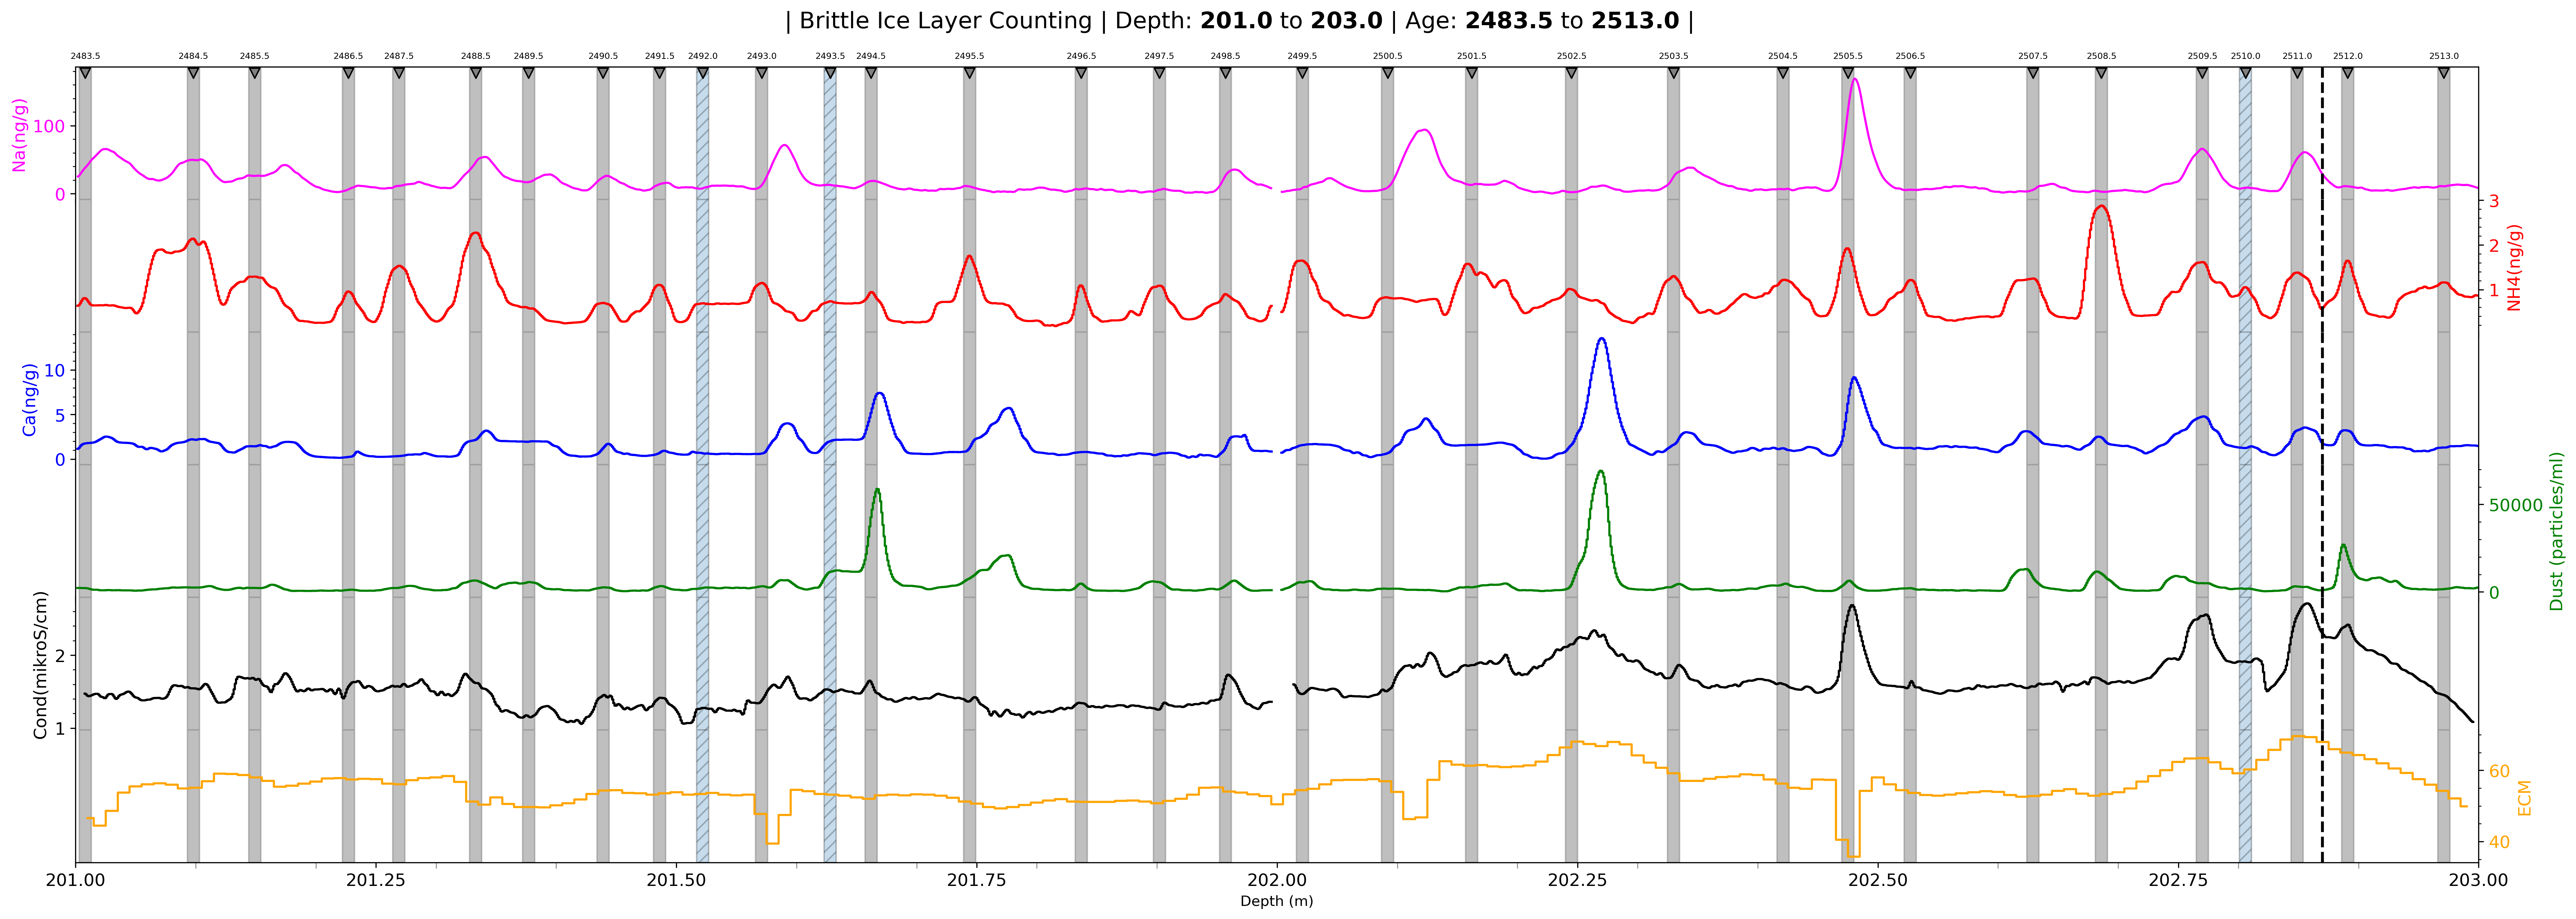 | Brittle Ice Layer Counting | Depth: 201.0 to 203.0 | Age: 2483.5 to 2513.0 |
2483.5 2484.5 2485.5 2486.5 2487.5 2488.5 2489.5 2490.5 2491.5 2492.0 2493.0 2493.5 2494.5 2495.5 2496.5 2497.5 2498.5 2499.5 2500.5 2501.5 2502.5 2503.5 2504.5 2505.5 2506.5 2507.5 2508.5 2509.5 2510.0 2511.0 2512.0 2513.0
Na(ng/g)
100
0
3
2
1
NH4(ng/g)
Ca(ng/g)
10
5
0
50000
0
Dust (particles/ml)
Cond(mikroS/cm)
2
1
60
40
ECM
201.00 201.25 201.50 201.75 202.00 202.25 202.50 202.75 203.00
Depth (m)